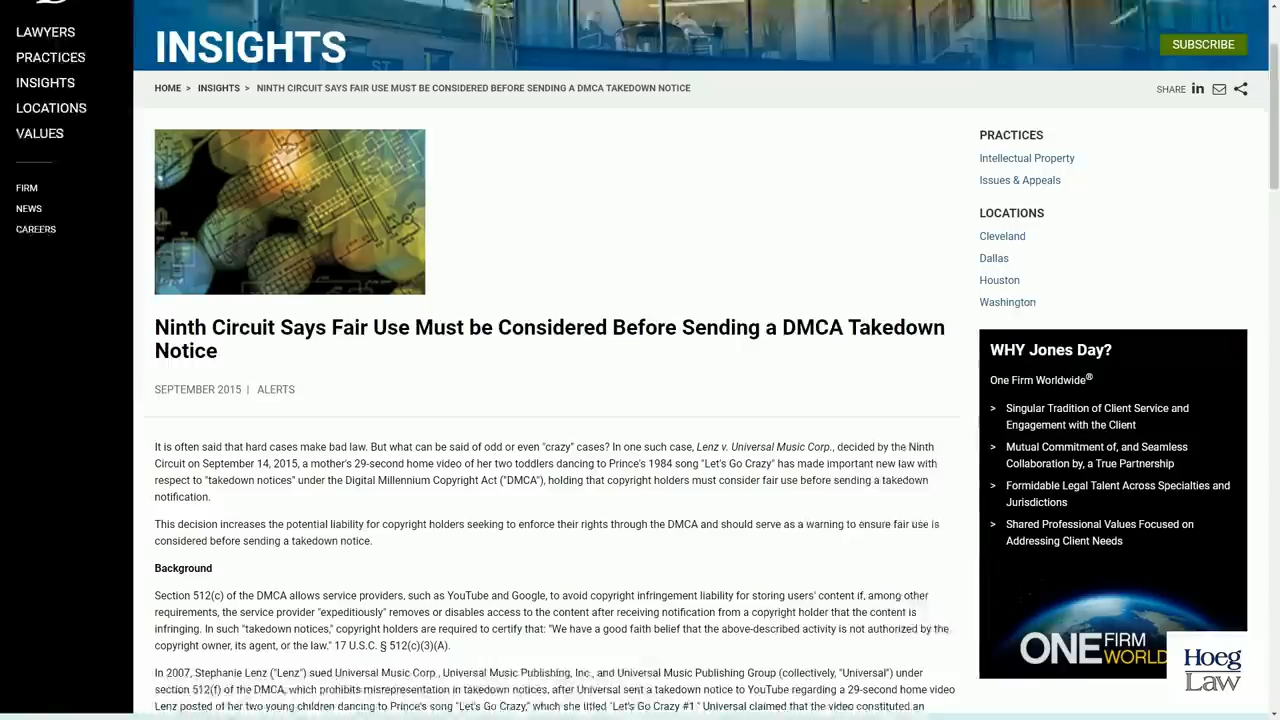 LAWYERS
PRACTICES
INSIGHTS
LOCATIONS
VALUES
FIRM
NEWS
CAREERS
INSIGHTS
SUBSCRIBE
HOME > INSIGHTS > NINTH CIRCUIT SAYS FAIR USE MUST BE CONSIDERED BEFORE SENDING A DMCA TAKEDOWN NOTICE
SHARE in
Ninth Circuit Says Fair Use Must be Considered Before Sending a DMCA Takedown
Notice
SEPTEMBER 2015 | ALERTS
It is often said that hard cases make bad law. But what can be said of odd or even "crazy" cases? In one such case, Lenz v. Universal Music Corp., decided by the Ninth
Circuit on September 14, 2015, a mother's 29-second home video of her two toddlers dancing to Prince's 1984 song "Let's Go Crazy" has made important new law with
respect to "takedown notices" under the Digital Millennium Copyright Act ("DMCA"), holding that copyright holders must consider fair use before sending a takedown
notification.
This decision increases the potential liability for copyright holders seeking to enforce their rights through the DMCA and should serve as a warning to ensure fair use is
considered before sending a takedown notice.
Background
Section 512(c) of the DMCA allows service providers, such as YouTube and Google, to avoid copyright infringement liability for storing users' content if, among other
requirements, the service provider "expeditiously" removes or disables access to the content after receiving notification from a copyright holder that the content is
infringing. In such "takedown notices," copyright holders are required to certify that: "We have a good faith belief that the above-described activity is not authorized by the
copyright owner, its agent, or the law." 17 U.S.C. § 512(c)(3)(A).
In 2007, Stephanie Lenz ("Lenz") sued Universal Music Corp., Universal Music Publishing, Inc., and Universal Music Publishing Group (collectively, "Universal") under
section 512(f) of the DMCA, which prohibits misrepresentation in takedown notices, after Universal sent a takedown notice to YouTube regarding a 29-second home video
Lenz posted of her two young children dancing to Prince's song "Let's Go Crazy," which she titled "Let's Go Crazy #1." Universal claimed that the video constituted an
PRACTICES
Intellectual Property
Issues & Appeals
LOCATIONS
Cleveland
Dallas
Houston
Washington
WHY Jones Day?
One Firm Worldwide®
> Singular Tradition of Client Service and
Engagement with the Client
> Mutual Commitment of, and Seamless
Collaboration by, a True Partnership
> Formidable Legal Talent Across Specialties and
Jurisdictions
> Shared Professional Values Focused on
Addressing Client Needs
ONE FIRM
WORLD
Hoeg
Law